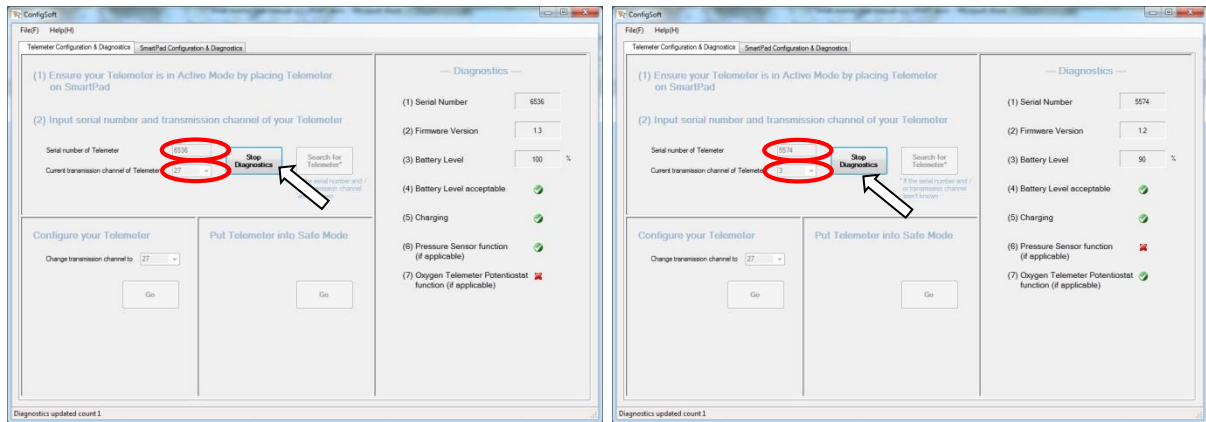 ConfigSoft
File(F) Help(H)
Telemeter Configuration & Diagnostics SmartPad Configuration & Diagnostics
(1) Ensure your Telemeter is in Active Mode by placing Telemeter
on SmartPad
(2) Input serial number and transmission channel of your Telemeter
Serial number of Telemeter 6536
Current transmission channel of Telemeter 27
Stop
Diagnostics
Search for
Telemeter*
serial number and /
transmission channel
Configure your Telemeter
Change transmission channel to 27
Go
Put Telemeter into Safe Mode
Go
--- Diagnostics ---
(1) Serial Number 6536
(2) Firmware Version 1.3
(3) Battery Level 100 %
(4) Battery Level acceptable
(5) Charging
(6) Pressure Sensor function
(if applicable)
(7) Oxygen Telemeter Potentiostat
function (if applicable)
Diagnostics updated count 1
ConfigSoft
File(F) Help(H)
Telemeter Configuration & Diagnostics SmartPad Configuration & Diagnostics
(1) Ensure your Telemeter is in Active Mode by placing Telemeter
on SmartPad
(2) Input serial number and transmission channel of your Telemeter
Serial number of Telemeter 5574
Current transmission channel of Telemeter 3
Stop
Diagnostics
Search for
Telemeter*
* If the serial number and /
or transmission channel
aren't known
Configure your Telemeter
Change transmission channel to 27
Go
Put Telemeter into Safe Mode
Go
--- Diagnostics ---
(1) Serial Number 5574
(2) Firmware Version 1.2
(3) Battery Level 90 %
(4) Battery Level acceptable
(5) Charging
(6) Pressure Sensor function
(if applicable)
(7) Oxygen Telemeter Potentiostat
function (if applicable)
Diagnostics updated count 1